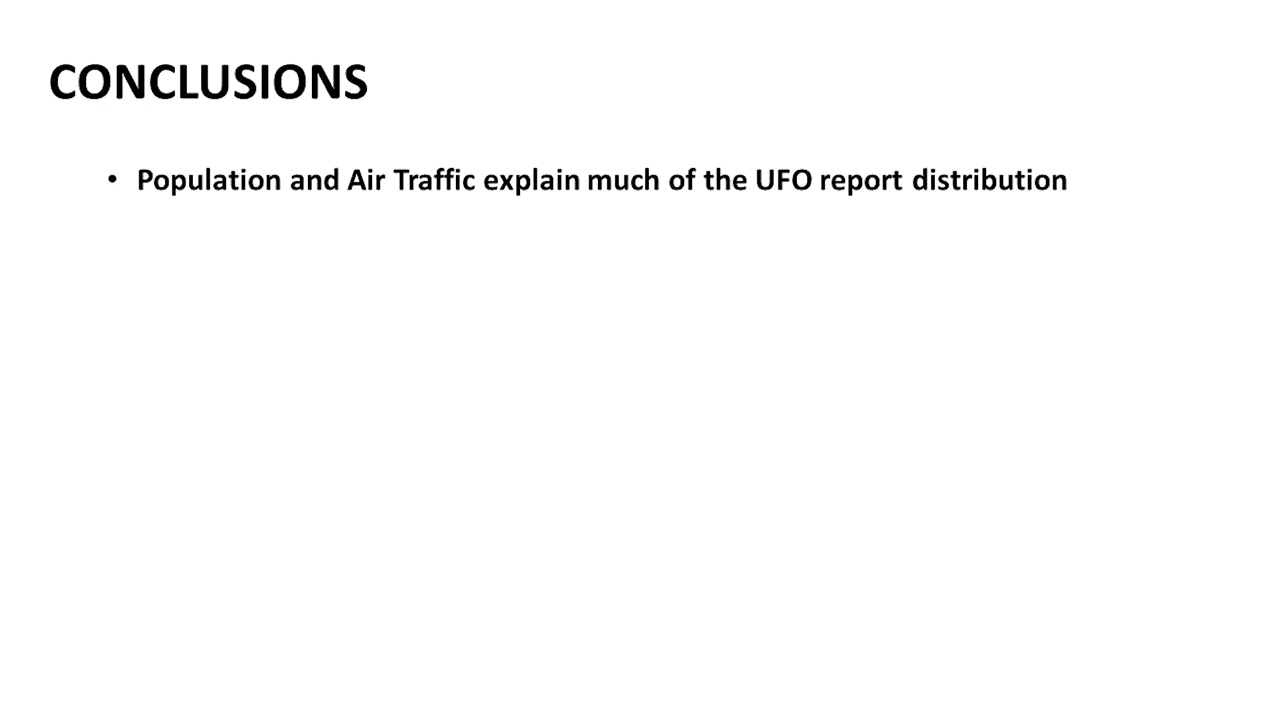 CONCLUSIONS
• Population and Air Traffic explain much of the UFO report distribution